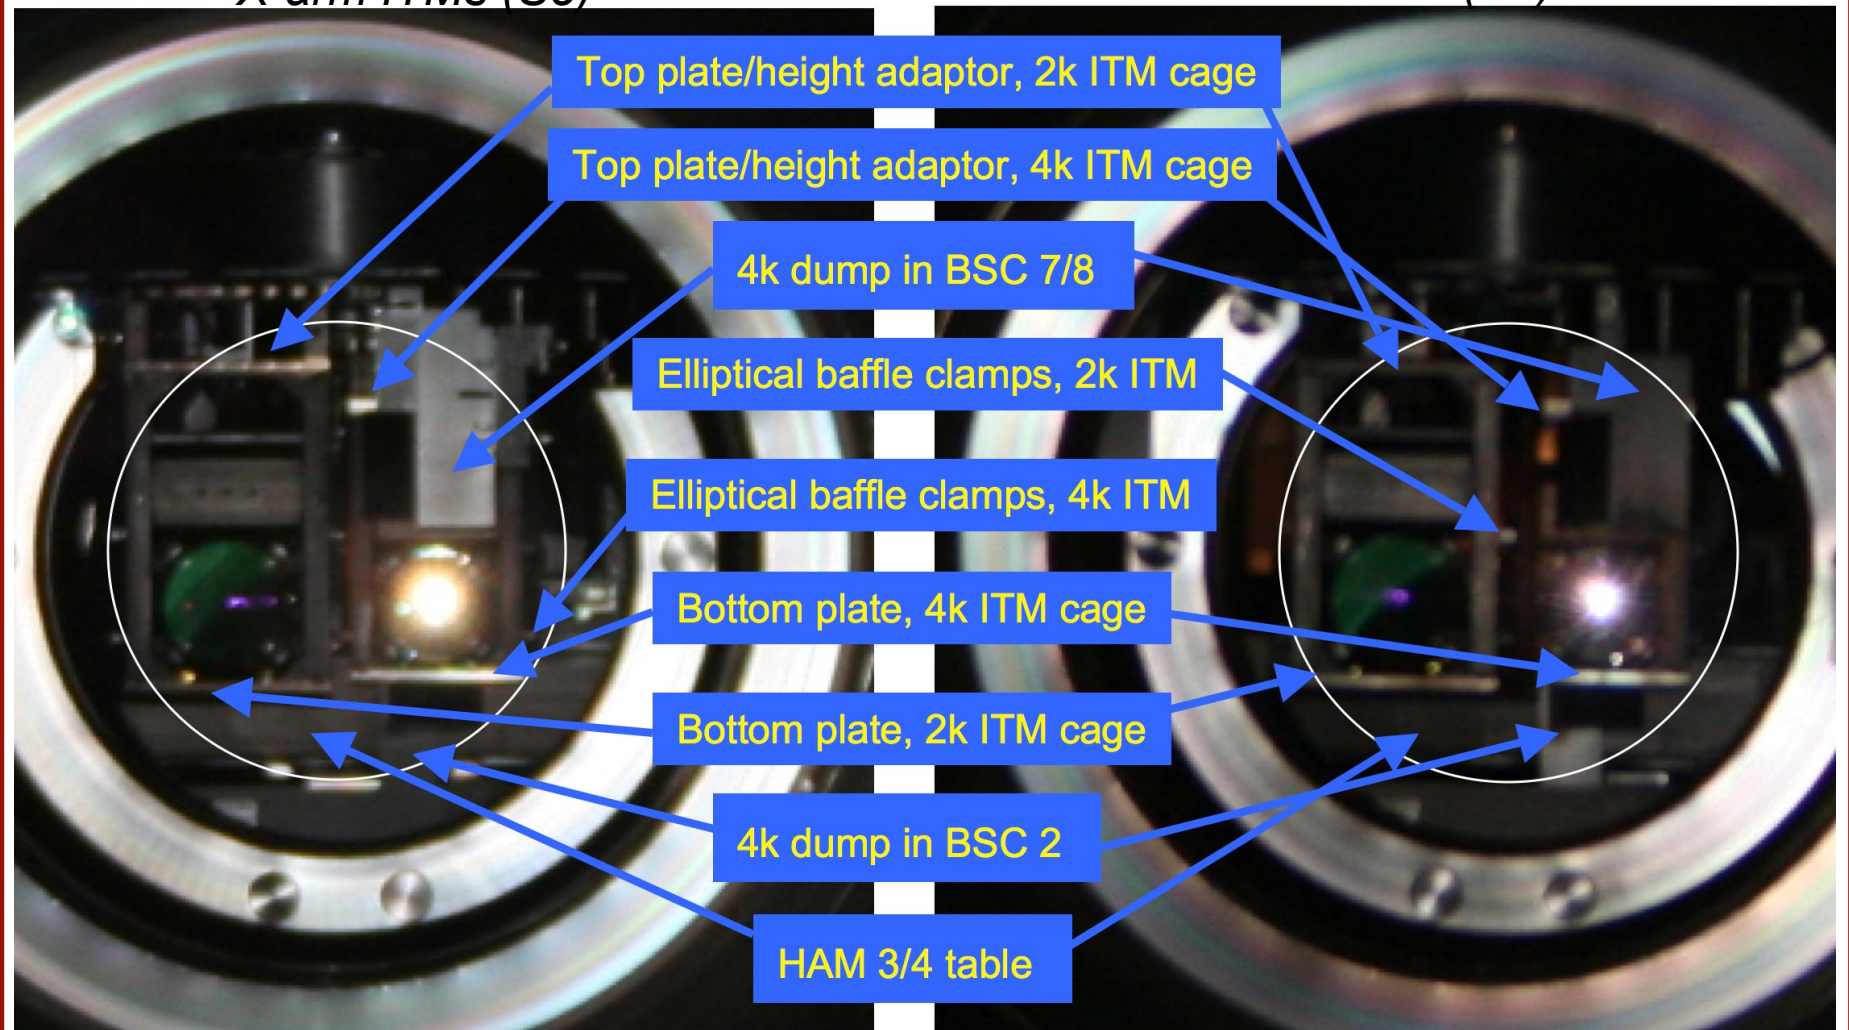 X-arm ITMs
Top plate/height adaptor, 2k ITM cage
Top plate/height adaptor, 4k ITM cage
4k dump in BSC 7/8
Elliptical baffle clamps, 2k ITM
Elliptical baffle clamps, 4k ITM
Bottom plate, 4k ITM cage
Bottom plate, 2k ITM cage
4k dump in BSC 2
HAM 3/4 table